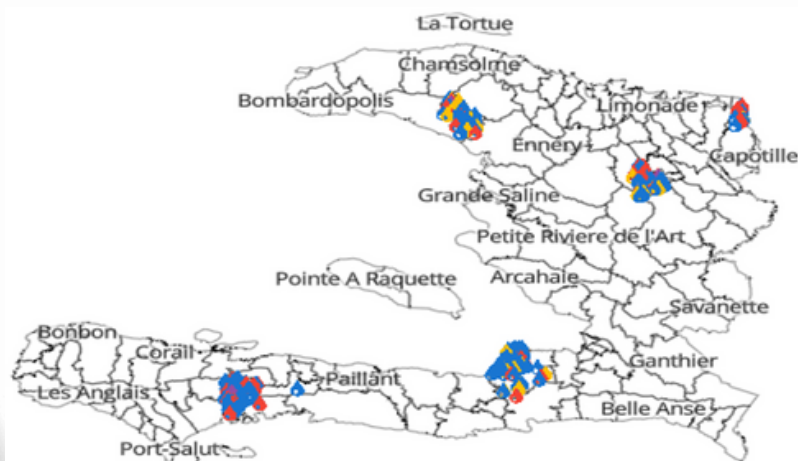 La Tortue
Chamsolme
Bombardopolis
Limonade
Ennery
Capotille
Grande Saline
Petite Riviere de l'Art
Pointe A Raquette
Arcahaie
Savanette
Bonbon
Corail
Ganthier
Les Anglais
Paillant
Belle Anse
Port-Salut